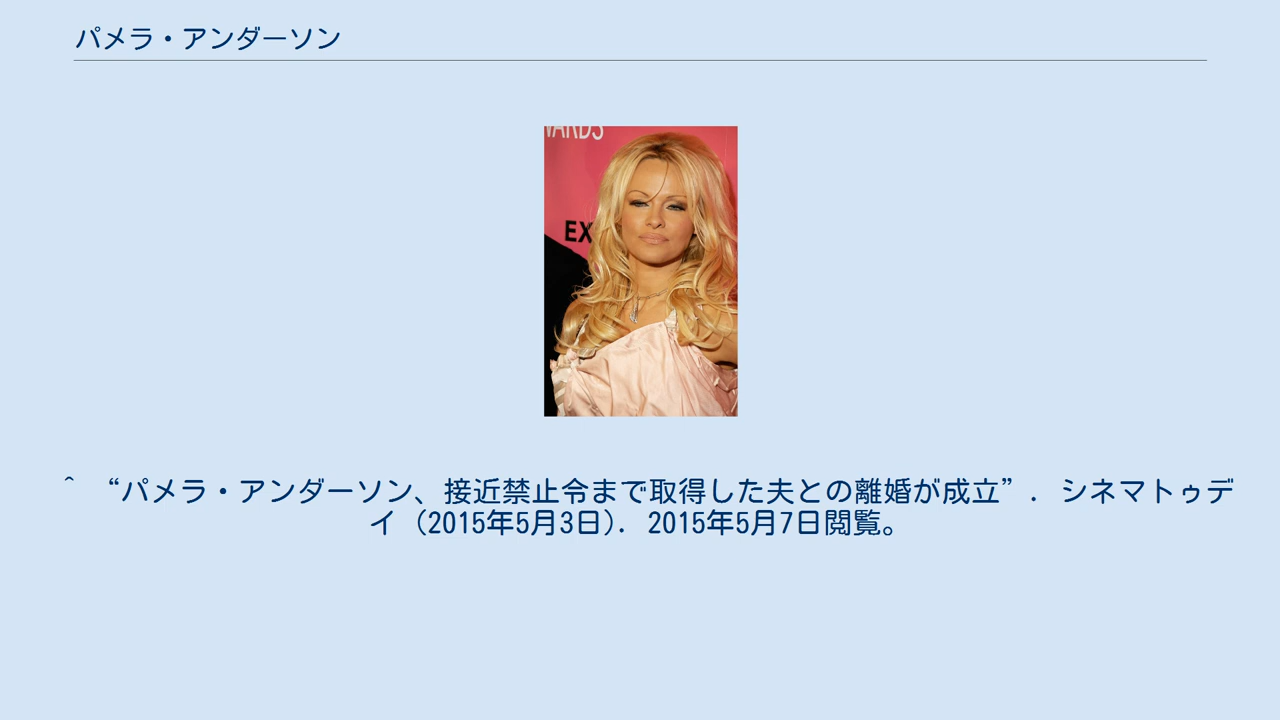 パメラ・アンダーソン
WARDS
EX
^ “パメラ・アンダーソン、接近禁止令まで取得した夫との離婚が成立”. シネマトゥデ
イ (2015年5月3日). 2015年5月7日閲覧。